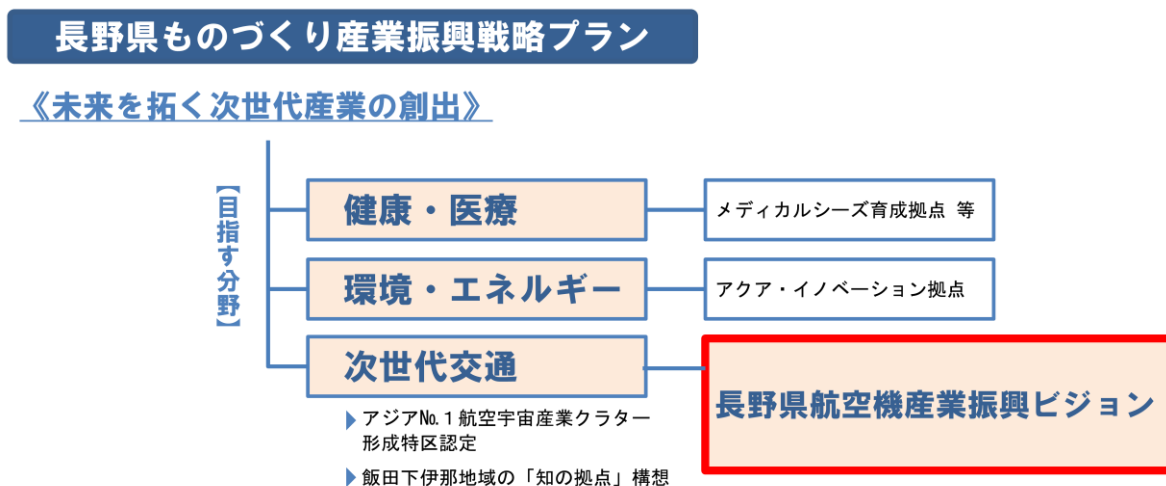 長野県ものづくり産業振興戦略プラン
《未来を拓く次世代産業の創出》
【目指す分野】
健康・医療
メディカルシーズ育成拠点 等
環境・エネルギー
アクア・イノベーション拠点
次世代交通
長野県航空機産業振興ビジョン
アジア№1航空宇宙産業クラター
形成特区認定
飯田下伊那地域の「知の拠点」構想